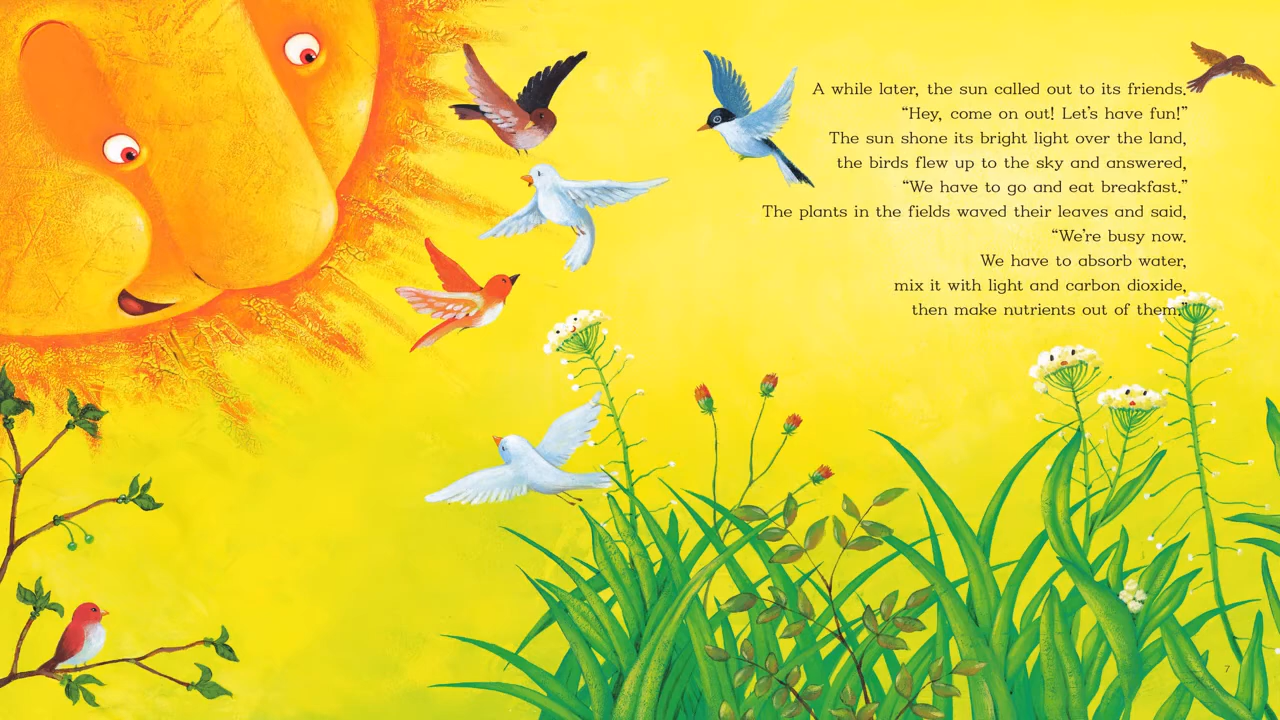 A while later, the sun called out to its friends.
“Hey, come on out! Let’s have fun!”
The sun shone its bright light over the land,
the birds flew up to the sky and answered,
“We have to go and eat breakfast.”
The plants in the fields waved their leaves and said,
“We’re busy now.
We have to absorb water,
mix it with light and carbon dioxide,
then make nutrients out of them.”
7